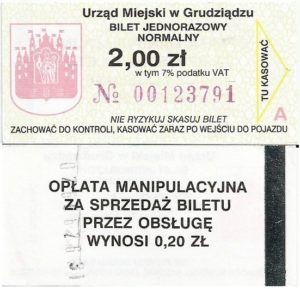 Urząd Miejski w Grudziądzu
BILET JEDNORAZOWY
NORMALNY
2,00 zł
w tym 7% podatku VAT
№ 00123791
TU KASOWAĆ
A
NIE RYZYKUJ SKASUJ BILET
ZACHOWAĆ DO KONTROLI, KASOWAĆ ZARAZ PO WEJŚCIU DO POJAZDU
OPŁATA MANIPULACYJNA
ZA SPRZEDAŻ BILETU
PRZEZ OBSŁUGĘ
WYNOSI 0,20 ZŁ